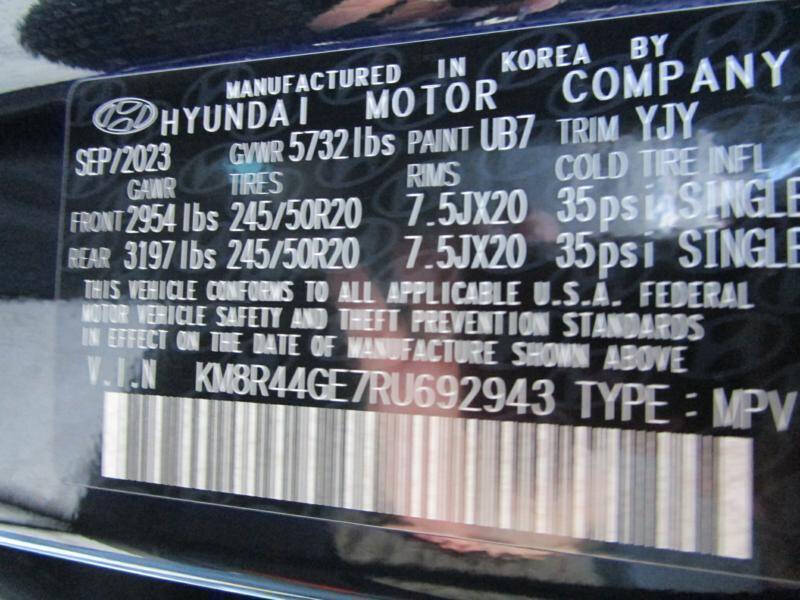 MANUFACTURED IN KOREA BY
HYUNDAI MOTOR COMPANY
SEP/2023 GVWR 5732lbs PAINT UB7 TRIM YJY
GAWR TIRES RIMS COLD TIRE INFL
FRONT 2954 lbs 245/50R20 7.5JX20 35psi SINGLE
REAR 3197 lbs 245/50R20 7.5JX20 35psi SINGLE
THIS VEHICLE CONFORMS TO ALL APPLICABLE U.S.A. FEDERAL
MOTOR VEHICLE SAFETY AND THEFT PREVENTION STANDARDS
IN EFFECT ON THE DATE OF MANUFACTURE SHOWN ABOVE
V.I.N KM8R44GE7RU692943 TYPE : MPV